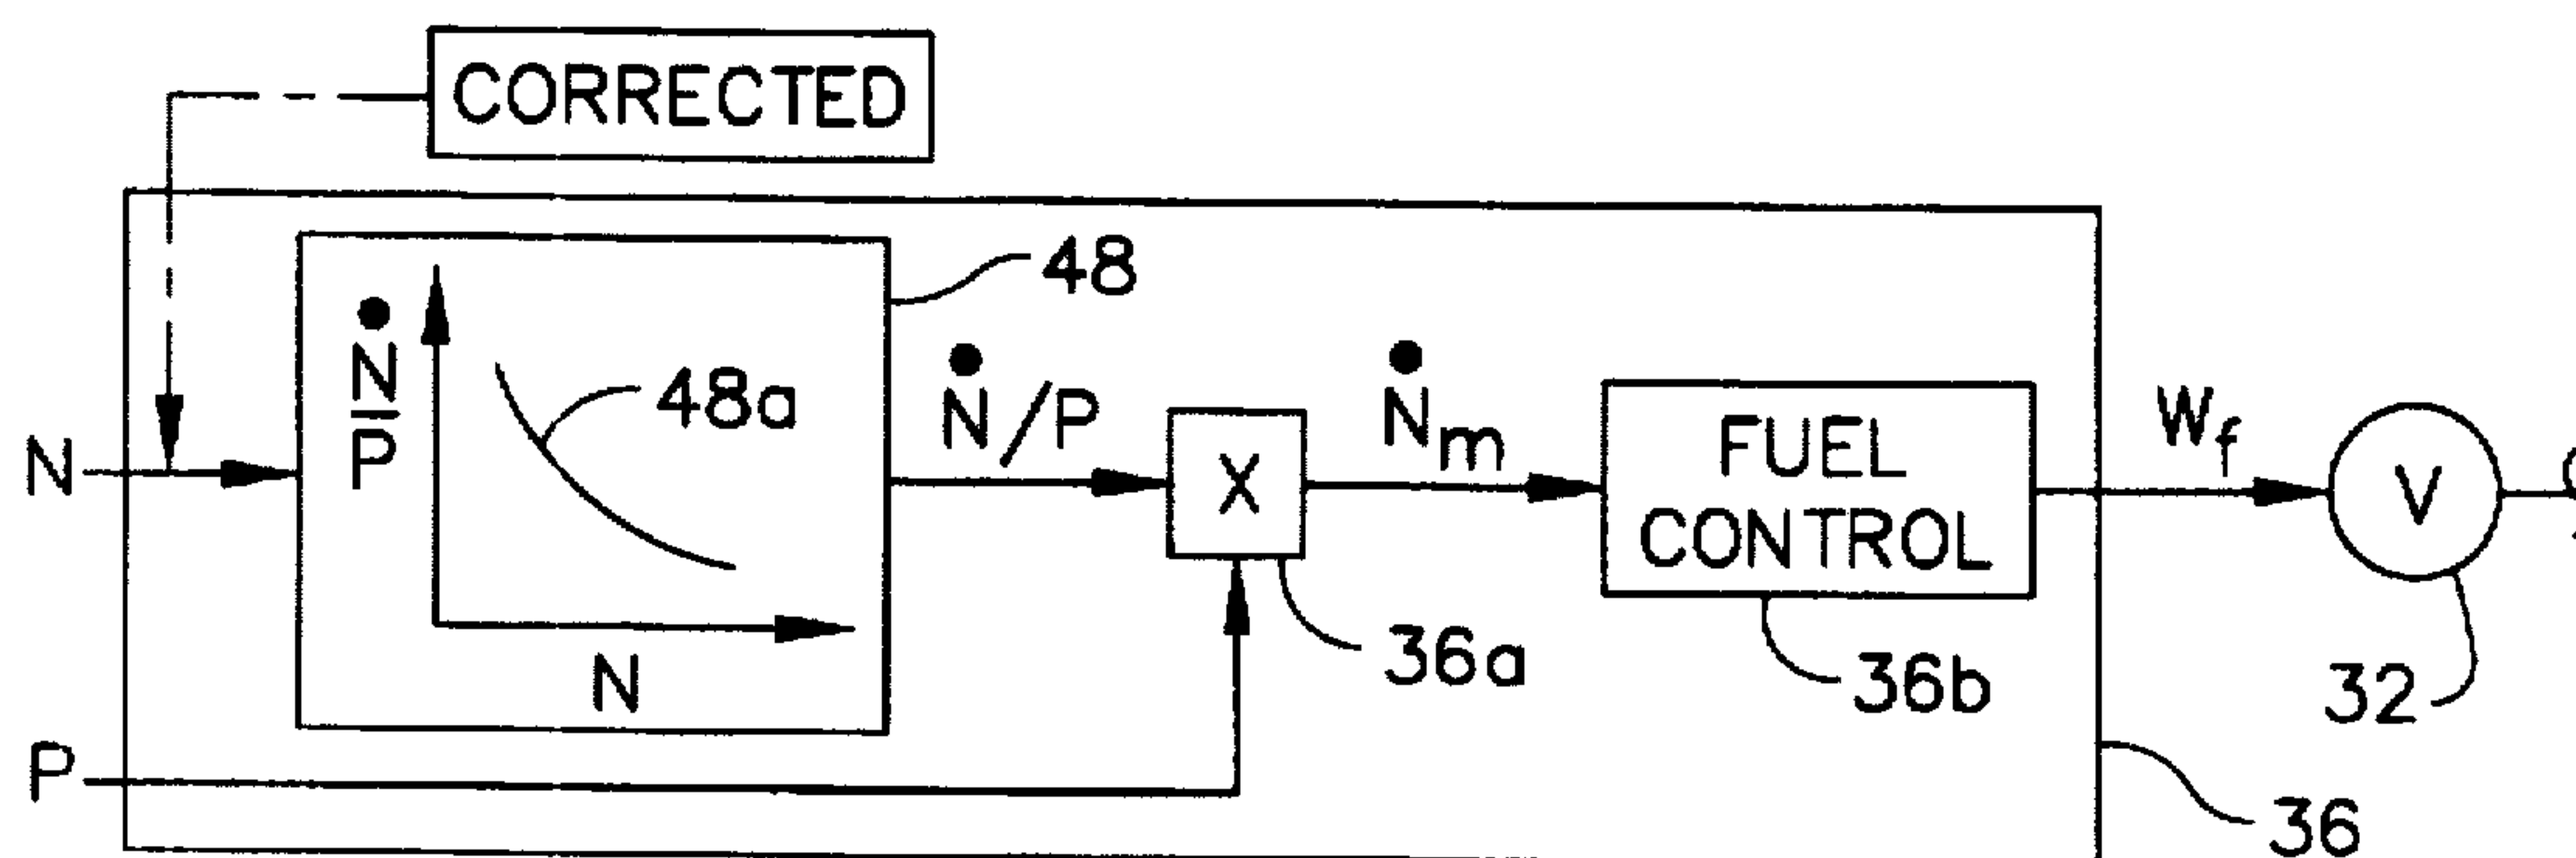 CORRECTED
48
Ṅ/P
48a
Ṅ/P
Ṅm
FUEL
CONTROL
Wf
V
N
X
N
P
36a
36b
32
36